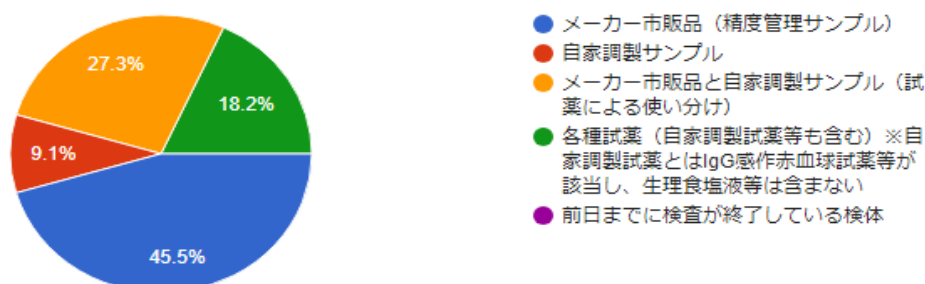 27.3%
18.2%
9.1%
45.5%
メーカー市販品（精度管理サンプル）
自家調製サンプル
メーカー市販品と自家調製サンプル（試
薬による使い分け）
各種試薬（自家調製試薬等も含む）※自
家調製試薬とはIgG感作赤血球試薬等が
該当し、生理食塩液等は含まない
前日までに検査が終了している検体